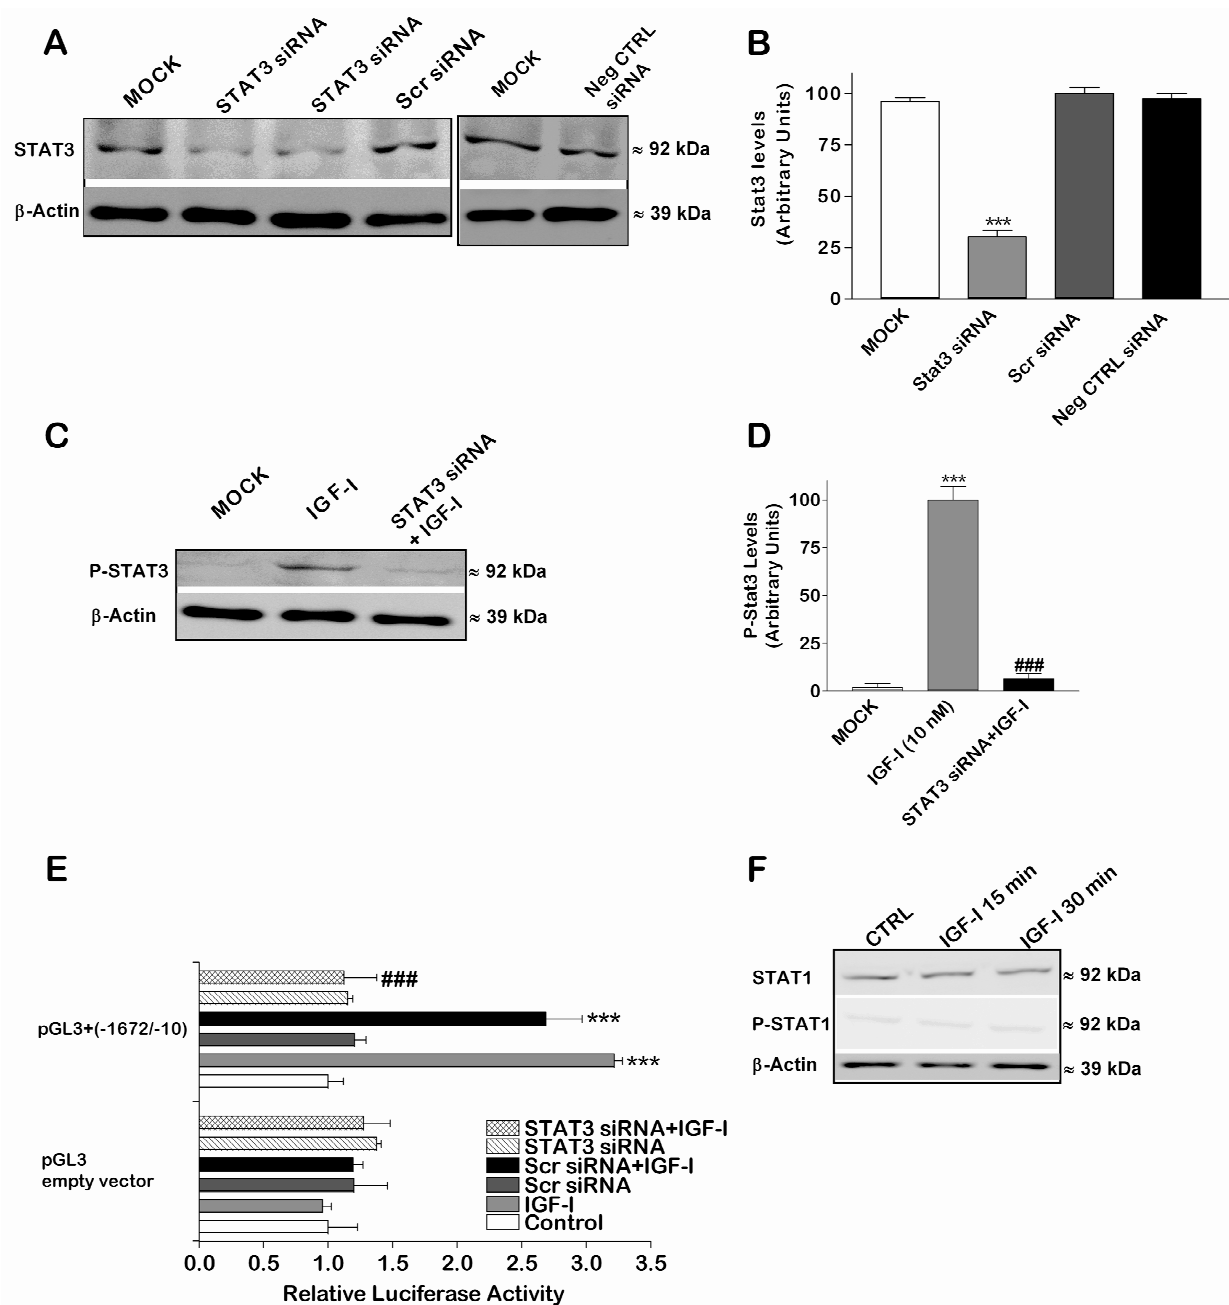 A
MOCK
STAT3 siRNA
STAT3 siRNA
Scr siRNA
MOCK
Neg CTRL
siRNA
STAT3
≈ 92 kDa
β-Actin
≈ 39 kDa
B
Stat3 levels
(Arbitrary Units)
100
75
50
25
0
***
MOCK
Stat3 siRNA
Scr siRNA
Neg CTRL siRNA
C
MOCK
IGF-I
STAT3 siRNA
+ IGF-I
P-STAT3
≈ 92 kDa
β-Actin
≈ 39 kDa
D
P-Stat3 Levels
(Arbitrary Units)
100
75
50
25
0
***
###
MOCK
IGF-I (10 nM)
STAT3 siRNA+IGF-I
E
pGL3+(-1672/-10)
###
***
***
pGL3
empty vector
STAT3 siRNA+IGF-I
STAT3 siRNA
Scr siRNA+IGF-I
Scr siRNA
IGF-I
Control
0.0 0.5 1.0 1.5 2.0 2.5 3.0 3.5
Relative Luciferase Activity
F
CTRL
IGF-I 15 min
IGF-I 30 min
STAT1
≈ 92 kDa
P-STAT1
≈ 92 kDa
β-Actin
≈ 39 kDa